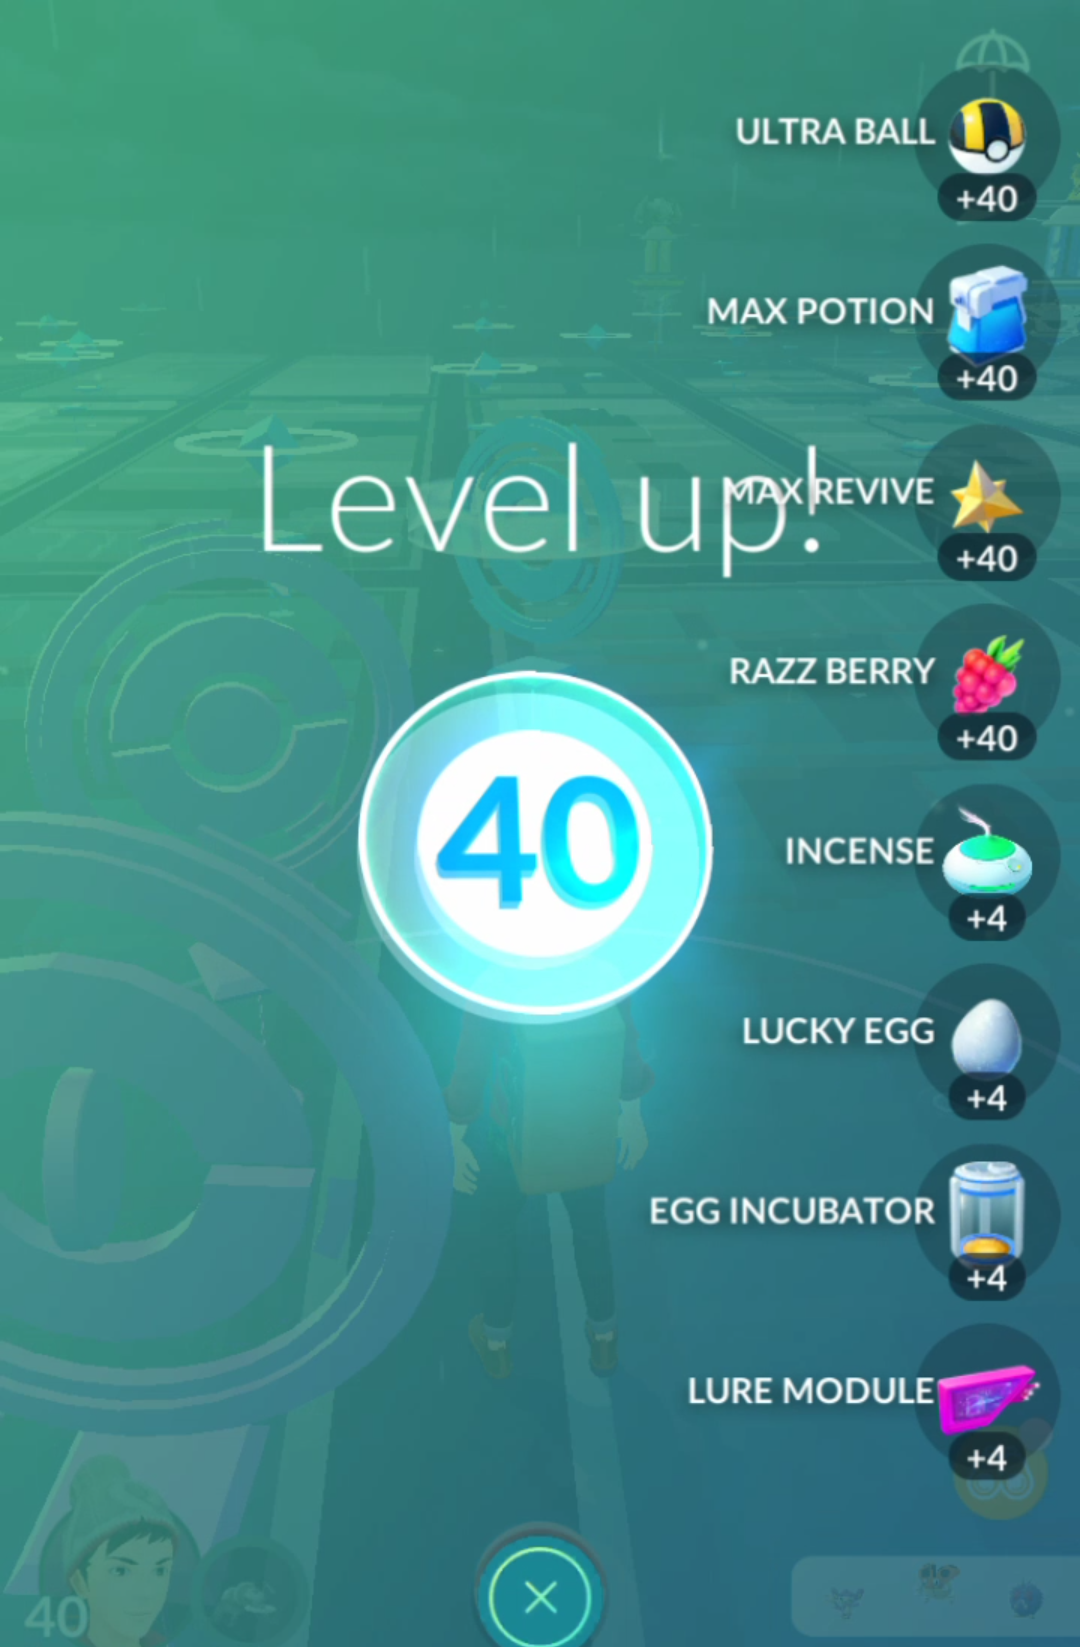 ULTRA BALL
+40
MAX POTION
+40
Level up!
MAX REVIVE
+40
RAZZ BERRY
+40
40
INCENSE
+4
LUCKY EGG
+4
EGG INCUBATOR
+4
LURE MODULE
+4
40